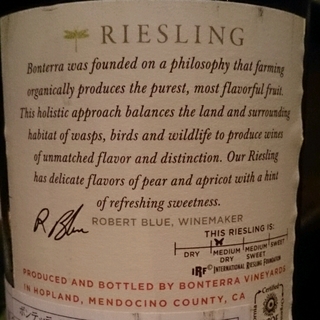 RIESLING
Bonterra was founded on a philosophy that farming
organically produces the purest, most flavorful fruit.
This holistic approach balances the land and surrounding
habitat of wasps, birds and wildlife to produce wines
of unmatched flavor and distinction. Our Riesling
has delicate flavors of pear and apricot with a hint
of refreshing sweetness.
R Blue
ROBERT BLUE, WINEMAKER
THIS RIESLING IS:
DRY MEDIUM DRY MEDIUM SWEET SWEET
IRF© INTERNATIONAL RIESLING FOUNDATION
PRODUCED AND BOTTLED BY BONTERRA VINEYARDS
IN HOPLAND, MENDOCINO COUNTY, CA
Certified